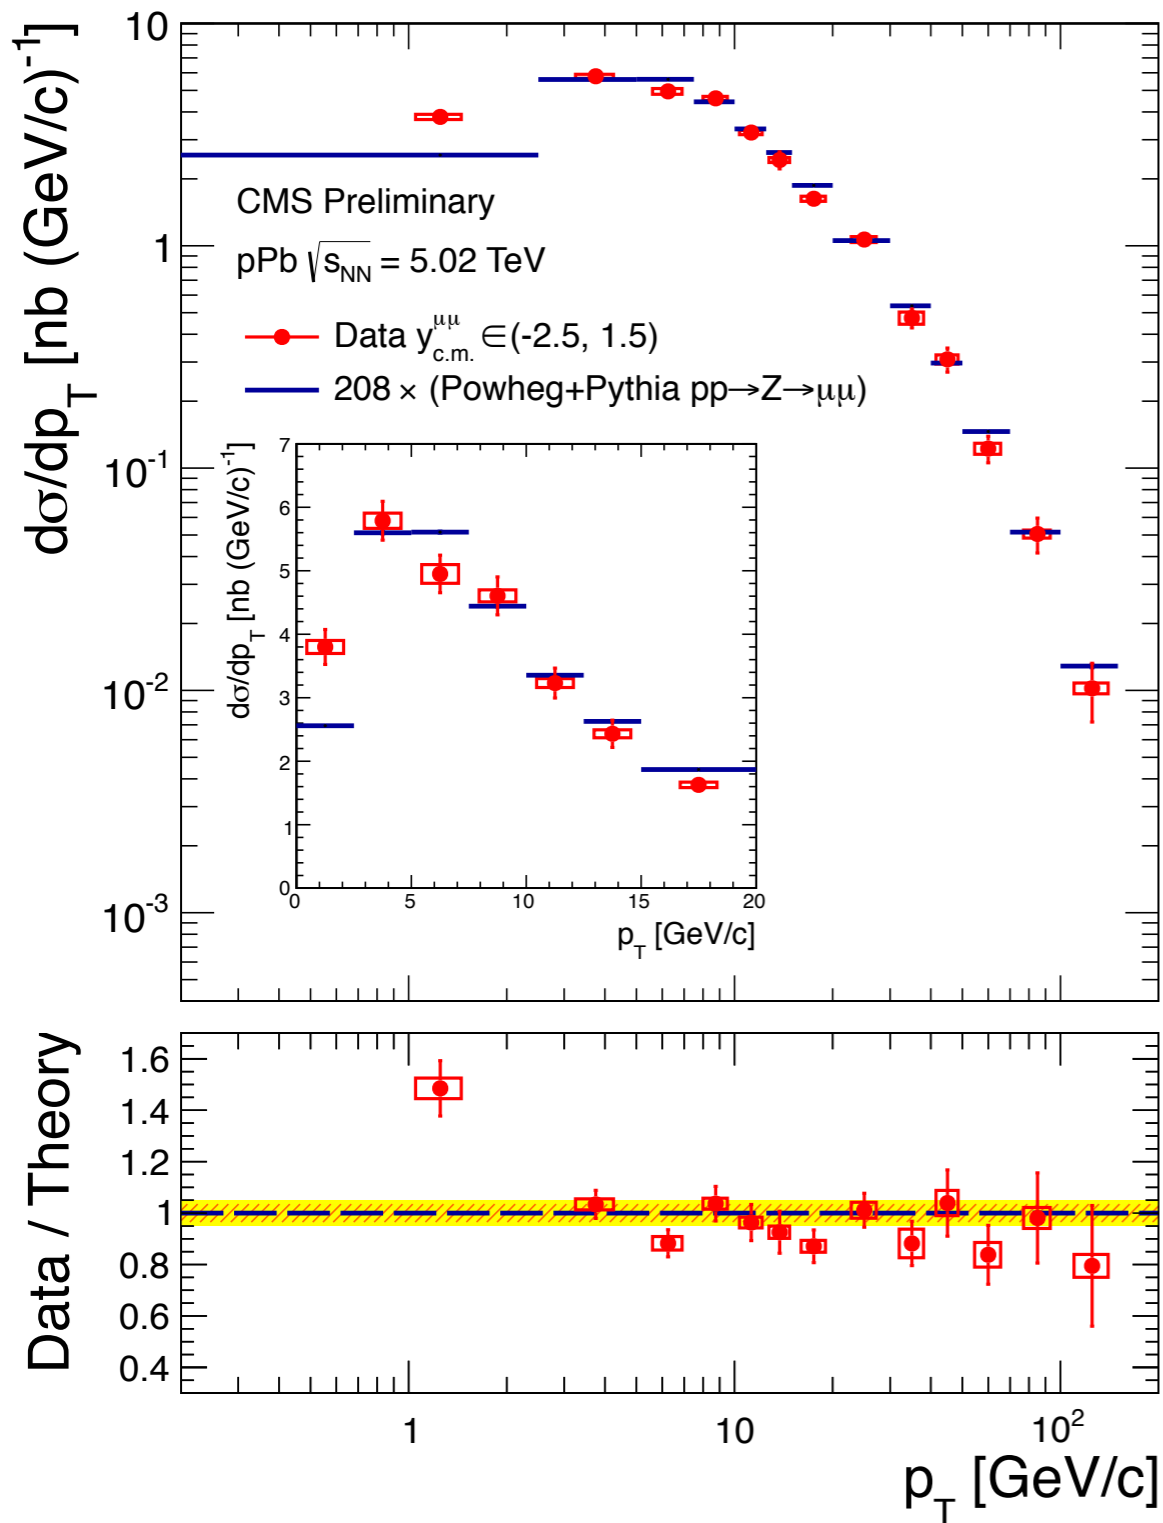 dσ/dp_T [nb (GeV/c)^-1]
10
1
10^-1
10^-2
10^-3
CMS Preliminary
pPb √s_NN = 5.02 TeV
Data y_c.m.^μμ ∈(-2.5, 1.5)
208 × (Powheg+Pythia pp→Z→μμ)
dσ/dp_T [nb (GeV/c)^-1]
7
6
5
4
3
2
1
0
0 5 10 15 20
p_T [GeV/c]
Data / Theory
1.6
1.4
1.2
1
0.8
0.6
0.4
1 10 10^2
p_T [GeV/c]